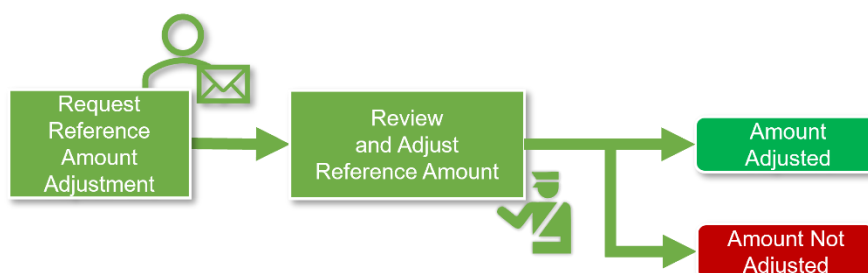 Request
Reference
Amount
Adjustment
Review
and Adjust
Reference Amount
Amount
Adjusted
Amount Not
Adjusted